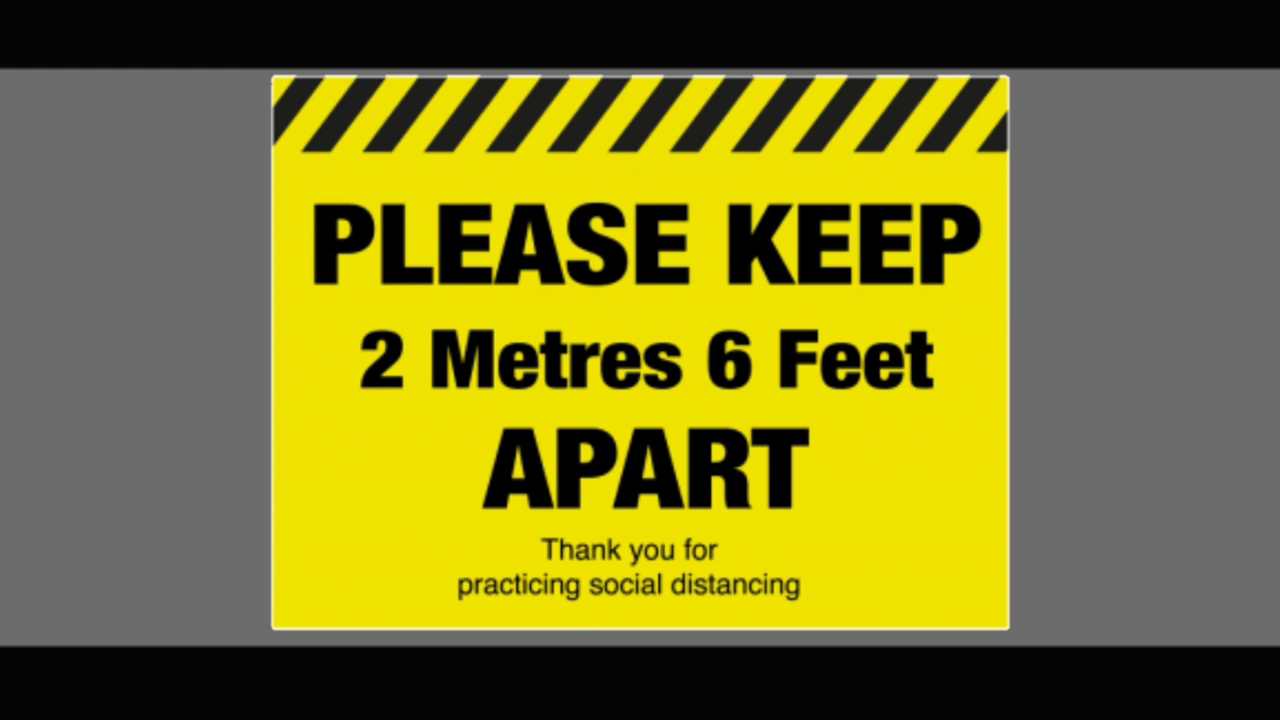 PLEASE KEEP
2 Metres 6 Feet
APART
Thank you for
practicing social distancing